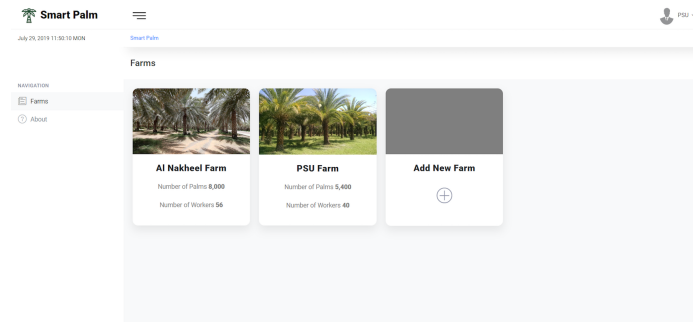 Smart Palm
PSU
July 29, 2019 11:50:10 MON
Smart Palm
Farms
NAVIGATION
Farms
About
Al Nakheel Farm
Number of Palms 8,000
Number of Workers 56
PSU Farm
Number of Palms 5,400
Number of Workers 40
Add New Farm